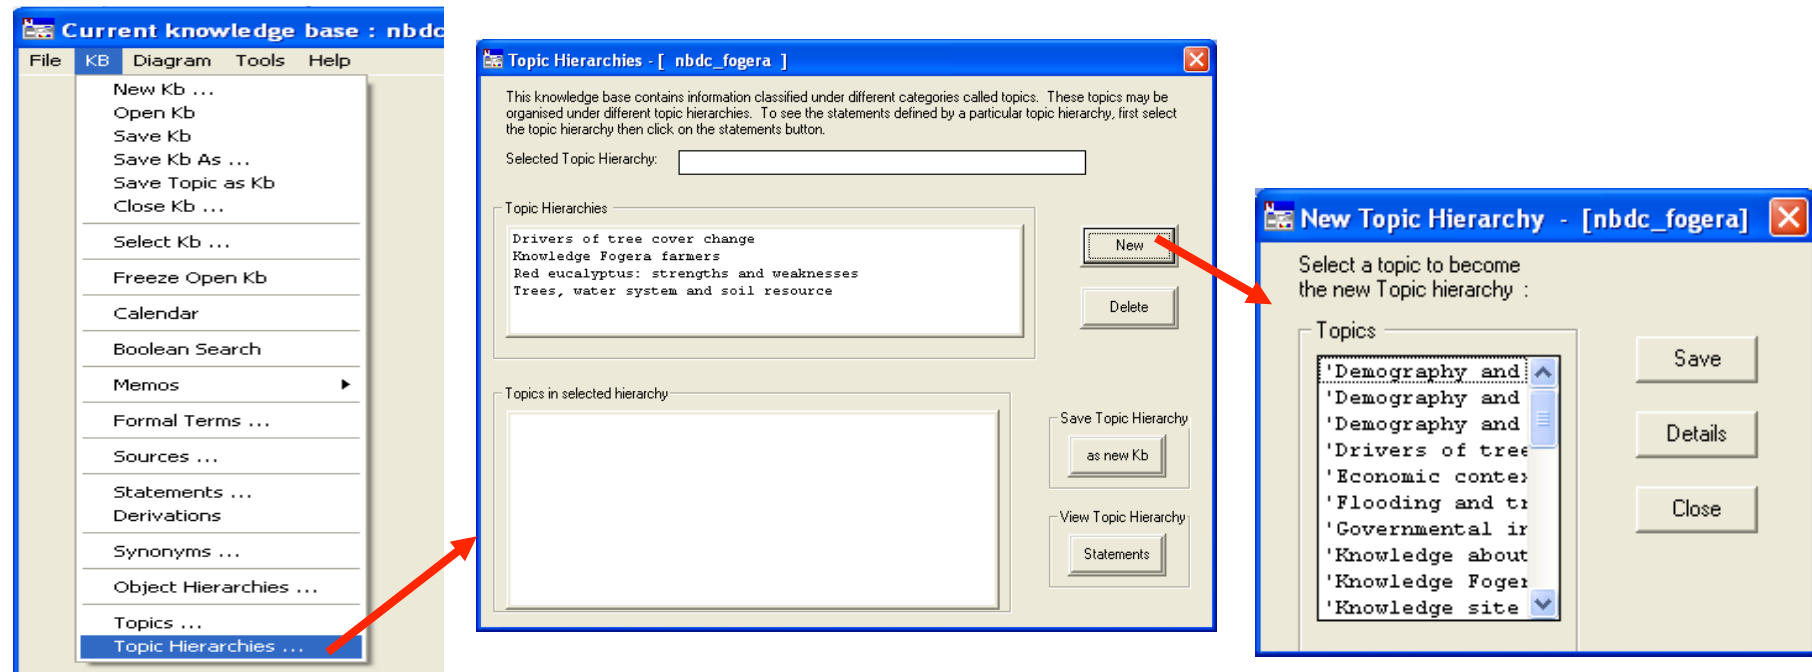 Current knowledge base : nbdc
File KB Diagram Tools Help
New Kb ...
Open Kb
Save Kb
Save Kb As ...
Save Topic as Kb
Close Kb ...
Select Kb ...
Freeze Open Kb
Calendar
Boolean Search
Memos
Formal Terms ...
Sources ...
Statements ...
Derivations
Synonyms ...
Object Hierarchies ...
Topics ...
Topic Hierarchies ...
Topic Hierarchies - [ nbdc_fogera ]
This knowledge base contains information classified under different categories called topics. These topics may be
organised under different topic hierarchies. To see the statements defined by a particular topic hierarchy, first select
the topic hierarchy then click on the statements button.
Selected Topic Hierarchy:
Topic Hierarchies
Drivers of tree cover change
Knowledge Fogera farmers
Red eucalyptus: strengths and weaknesses
Trees, water system and soil resource
New
Delete
Topics in selected hierarchy
Save Topic Hierarchy
as new Kb
View Topic Hierarchy
Statements
New Topic Hierarchy - [nbdc_fogera]
Select a topic to become
the new Topic hierarchy :
Topics
'Demography and
'Demography and
'Demography and
'Drivers of tree
'Economic contex
'Flooding and tr
'Governmental in
'Knowledge about
'Knowledge Foger
'Knowledge site
Save
Details
Close